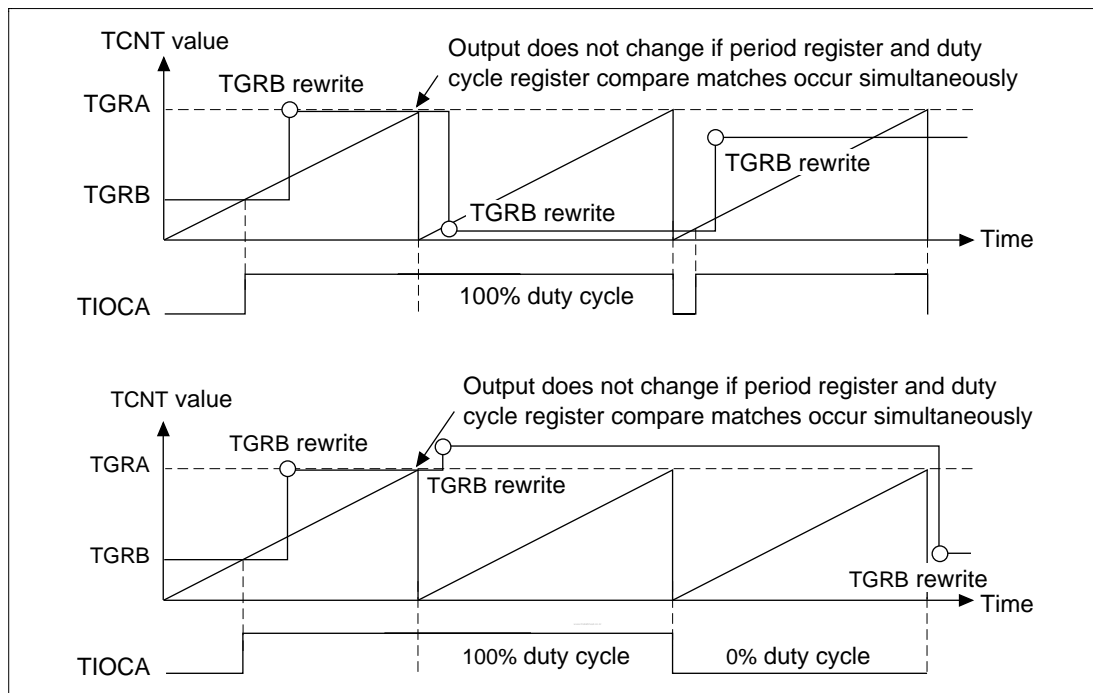 TCNT value
Output does not change if period register and duty
cycle register compare matches occur simultaneously
TGRB rewrite
TGRA
TGRB rewrite
TGRB
TGRB rewrite
Time
100% duty cycle
TIOCA
Output does not change if period register and duty
cycle register compare matches occur simultaneously
TCNT value
TGRB rewrite
TGRA
TGRB rewrite
TGRB
TGRB rewrite
Time
100% duty cycle
0% duty cycle
TIOCA